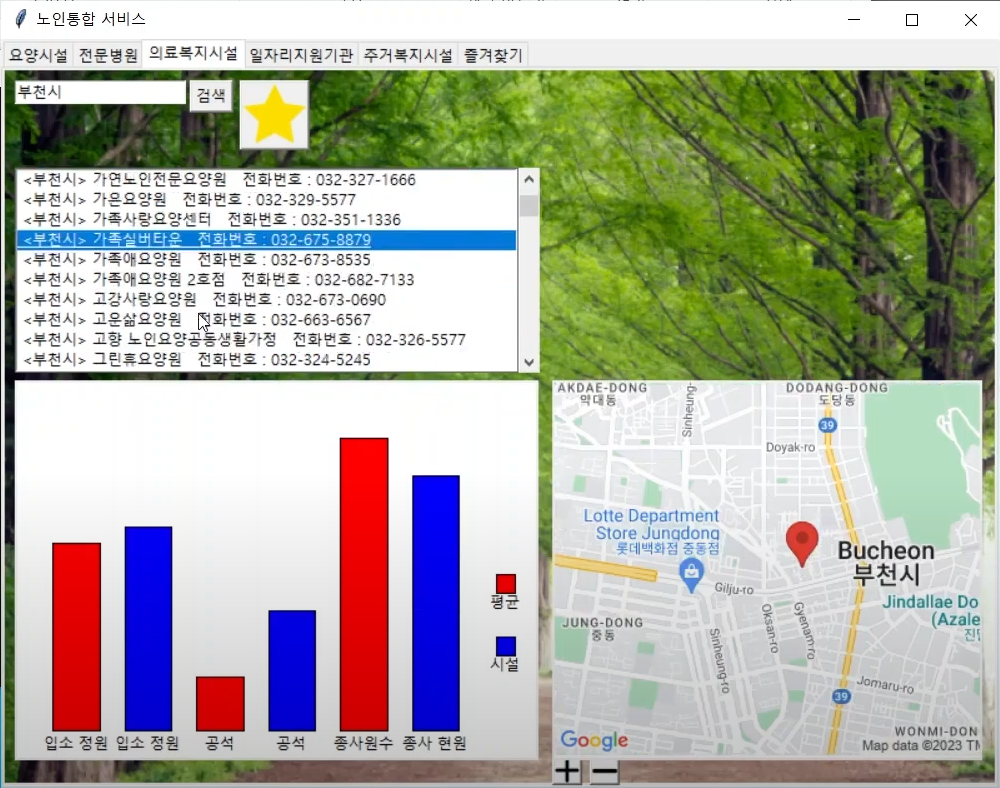 노인통합 서비스
요양시설 전문병원 의료복지시설 일자리지원기관 주거복지시설 즐겨찾기
부천시 검색
<부천시> 가연노인전문요양원 전화번호 : 032-327-1666
<부천시> 가은요양원 전화번호 : 032-329-5577
<부천시> 가족사랑요양센터 전화번호 : 032-351-1336
<부천시> 가족실버타운 전화번호 : 032-675-8879
<부천시> 가족애요양원 전화번호 : 032-673-8535
<부천시> 가족애요양원 2호점 전화번호 : 032-682-7133
<부천시> 고강사랑요양원 전화번호 : 032-673-0690
<부천시> 고운삶요양원 전화번호 : 032-663-6567
<부천시> 고향 노인요양공동생활가정 전화번호 : 032-326-5577
<부천시> 그린휴요양원 전화번호 : 032-324-5245
평균
시설
입소 정원 입소 정원 공석 공석 종사원수 종사 현원
AKDAE-DONG
약대동
DODANG-DONG
도당동
Sinheung-
39
Doyak-ro
Lotte Department
Store Jungdong
롯데백화점 중동점
Bucheon
부천시
Gilju-ro
Jindallae Do
(Azale
진달
JUNG-DONG
중동
Sinheung-ro
Oksan-ro
Gyenam-ro
Jomaru-ro
39
WONMI-DON
Google
Map data ©2023 TM